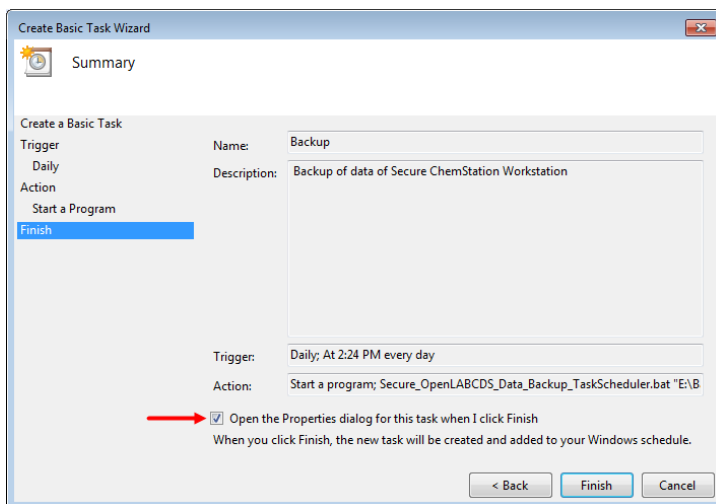 Create Basic Task Wizard
Summary
Create a Basic Task
Trigger
Daily
Action
Start a Program
Finish
Name: Backup
Description: Backup of data of Secure ChemStation Workstation
Trigger: Daily; At 2:24 PM every day
Action: Start a program; Secure_OpenLABCDS_Data_Backup_TaskScheduler.bat "E:\B
Open the Properties dialog for this task when I click Finish
When you click Finish, the new task will be created and added to your Windows schedule.
< Back Finish Cancel